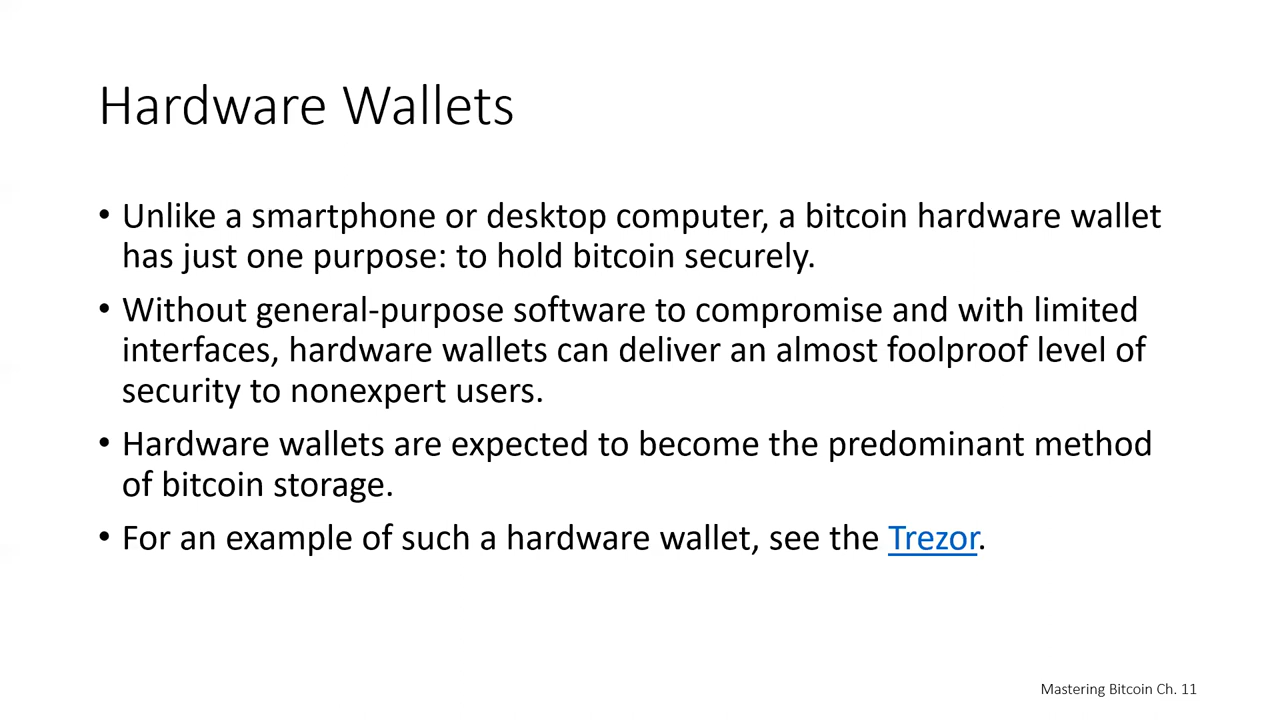 Hardware Wallets
• Unlike a smartphone or desktop computer, a bitcoin hardware wallet
has just one purpose: to hold bitcoin securely.
• Without general-purpose software to compromise and with limited
interfaces, hardware wallets can deliver an almost foolproof level of
security to nonexpert users.
• Hardware wallets are expected to become the predominant method
of bitcoin storage.
• For an example of such a hardware wallet, see the Trezor.
Mastering Bitcoin Ch. 11